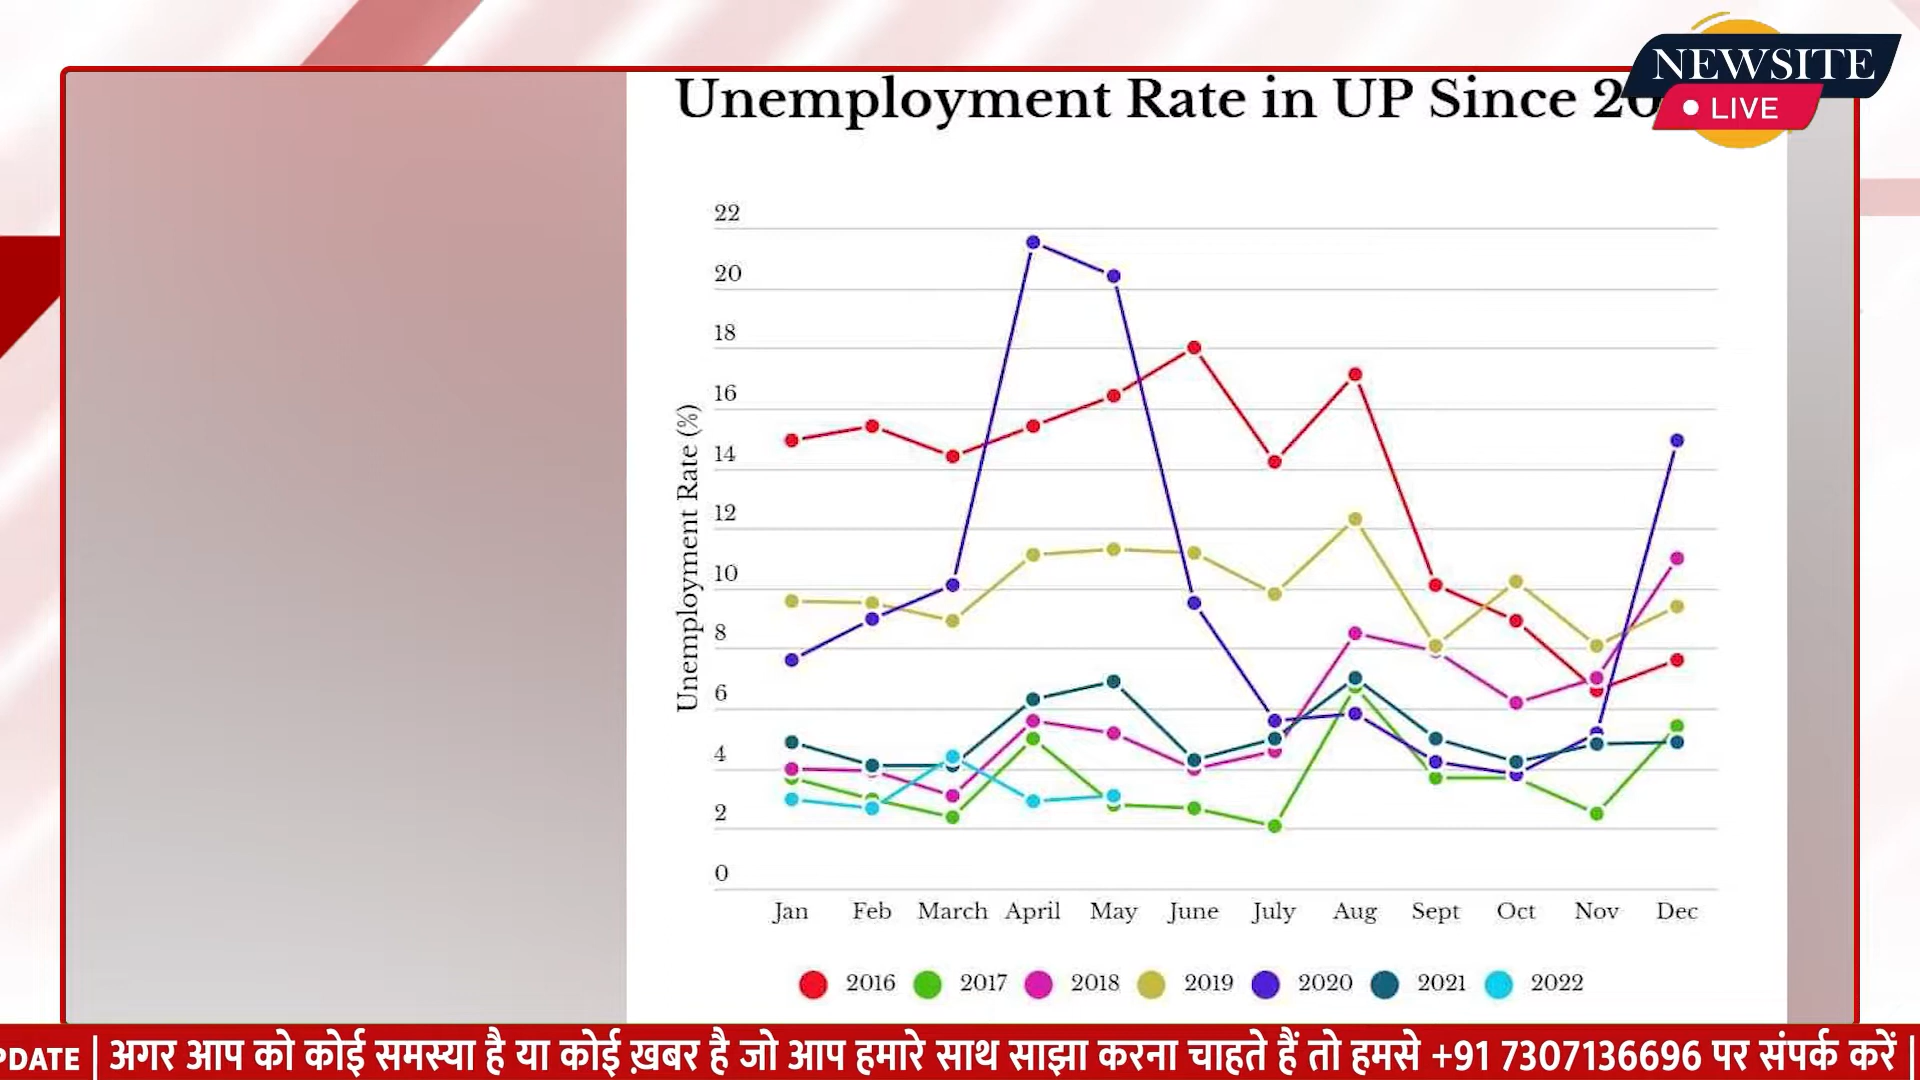 Unemployment Rate in UP Since
NEWSITE
LIVE
22
20
18
16
14
12
10
8
6
4
2
0
Unemployment Rate (%)
Jan Feb March April May June July Aug Sept Oct Nov Dec
2016 2017 2018 2019 2020 2021 2022
PDATE | अगर आप को कोई समस्या है या कोई ख़बर है जो आप हमारे साथ साझा करना चाहते हैं तो हमसे +91 7307136696 पर संपर्क करें |